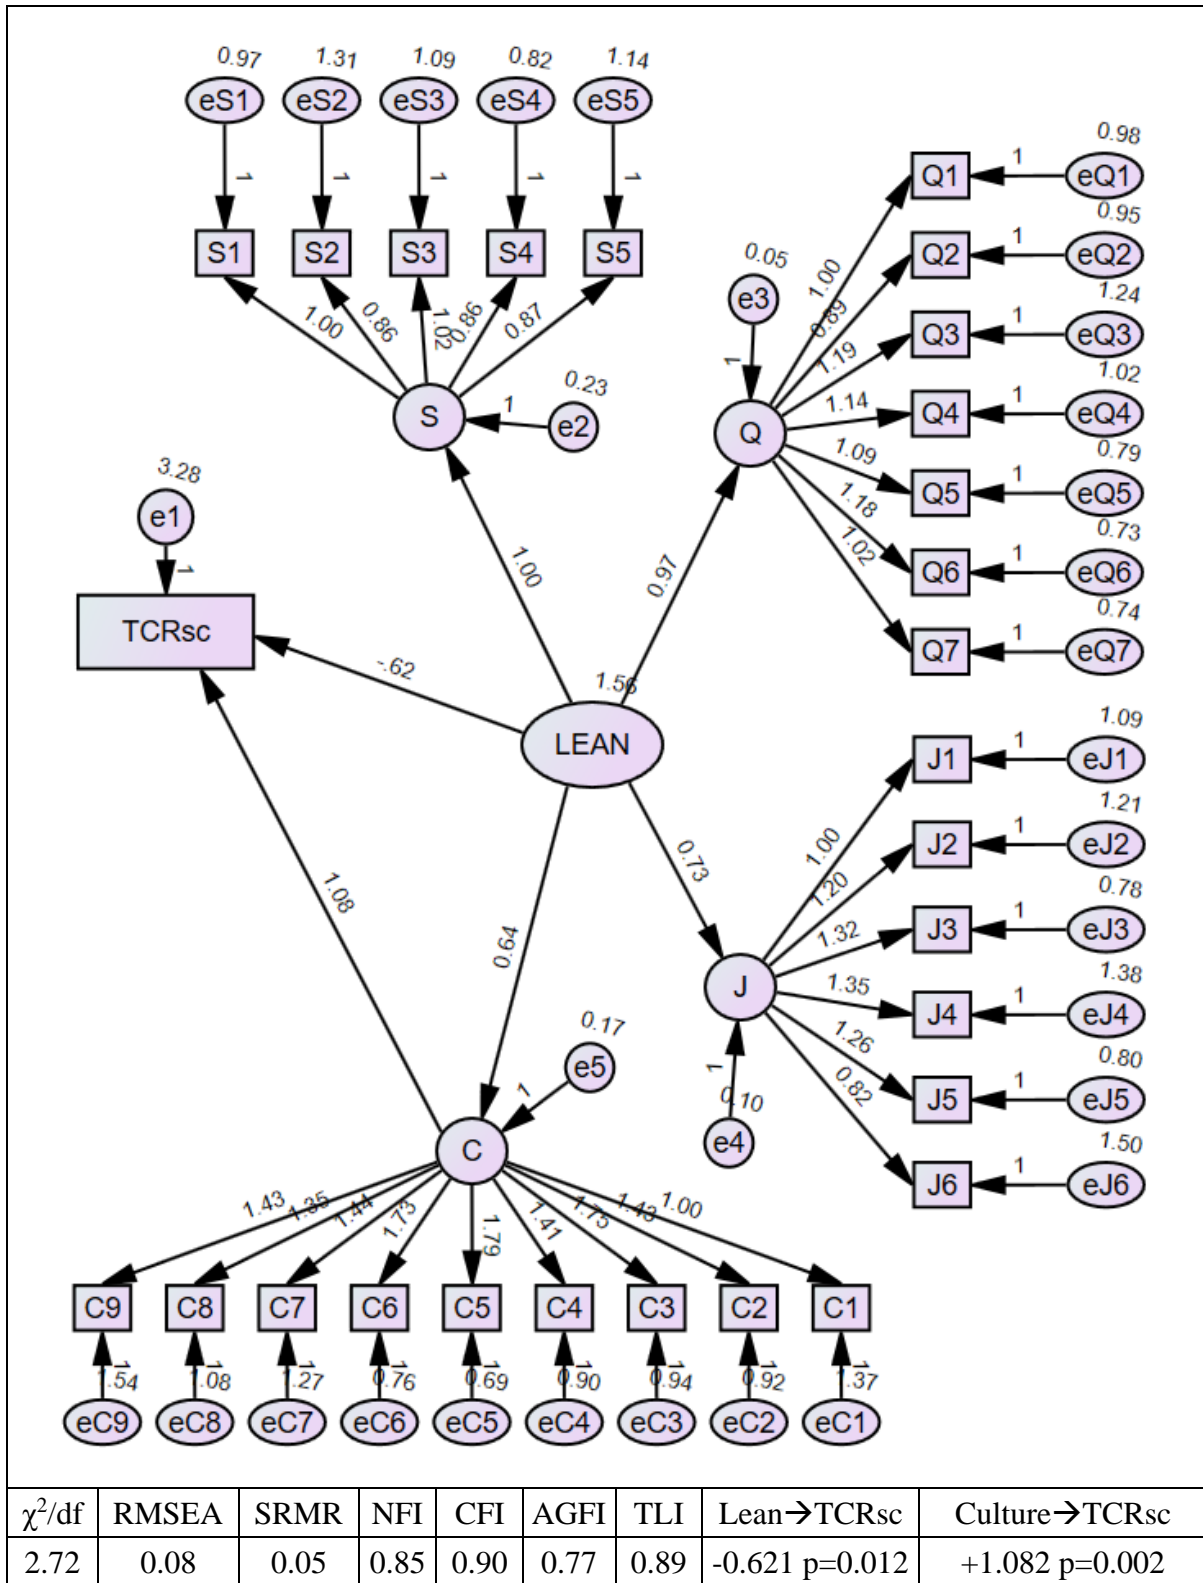 0.97 1.31 1.09 0.82 1.14
eS1 eS2 eS3 eS4 eS5
1 1 1 1 1
S1 S2 S3 S4 S5
1.00 0.86 1.02 0.86 0.87
S
1
0.23
e2
0.05
e3
1
Q
1.00
0.89
1.19
1.14
1.09
1.18
1.02
Q1 1 eQ1 0.98
Q2 1 eQ2 0.95
Q3 1 eQ3 1.24
Q4 1 eQ4 1.02
Q5 1 eQ5 0.79
Q6 1 eQ6 0.73
Q7 1 eQ7 0.74
3.28
e1
1
TCRsc
-.62
1.00
0.97
1.56
LEAN
1.08
0.64
0.73
J
1
0.10
e4
1.00
1.20
1.32
1.35
1.26
0.82
J1 1 eJ1 1.09
J2 1 eJ2 1.21
J3 1 eJ3 0.78
J4 1 eJ4 1.38
J5 1 eJ5 0.80
J6 1 eJ6 1.50
0.17
e5
1
C
1.43 1.35 1.44 1.73 1.79 1.41 1.75 1.43 1.00
C9 C8 C7 C6 C5 C4 C3 C2 C1
1 1 1 1 1 1 1 1 1
1.54 1.08 1.27 0.76 0.69 0.90 0.94 0.92 1.37
eC9 eC8 eC7 eC6 eC5 eC4 eC3 eC2 eC1
χ²/df RMSEA SRMR NFI CFI AGFI TLI Lean→TCRsc Culture→TCRsc
2.72 0.08 0.05 0.85 0.90 0.77 0.89 -0.621 p=0.012 +1.082 p=0.002